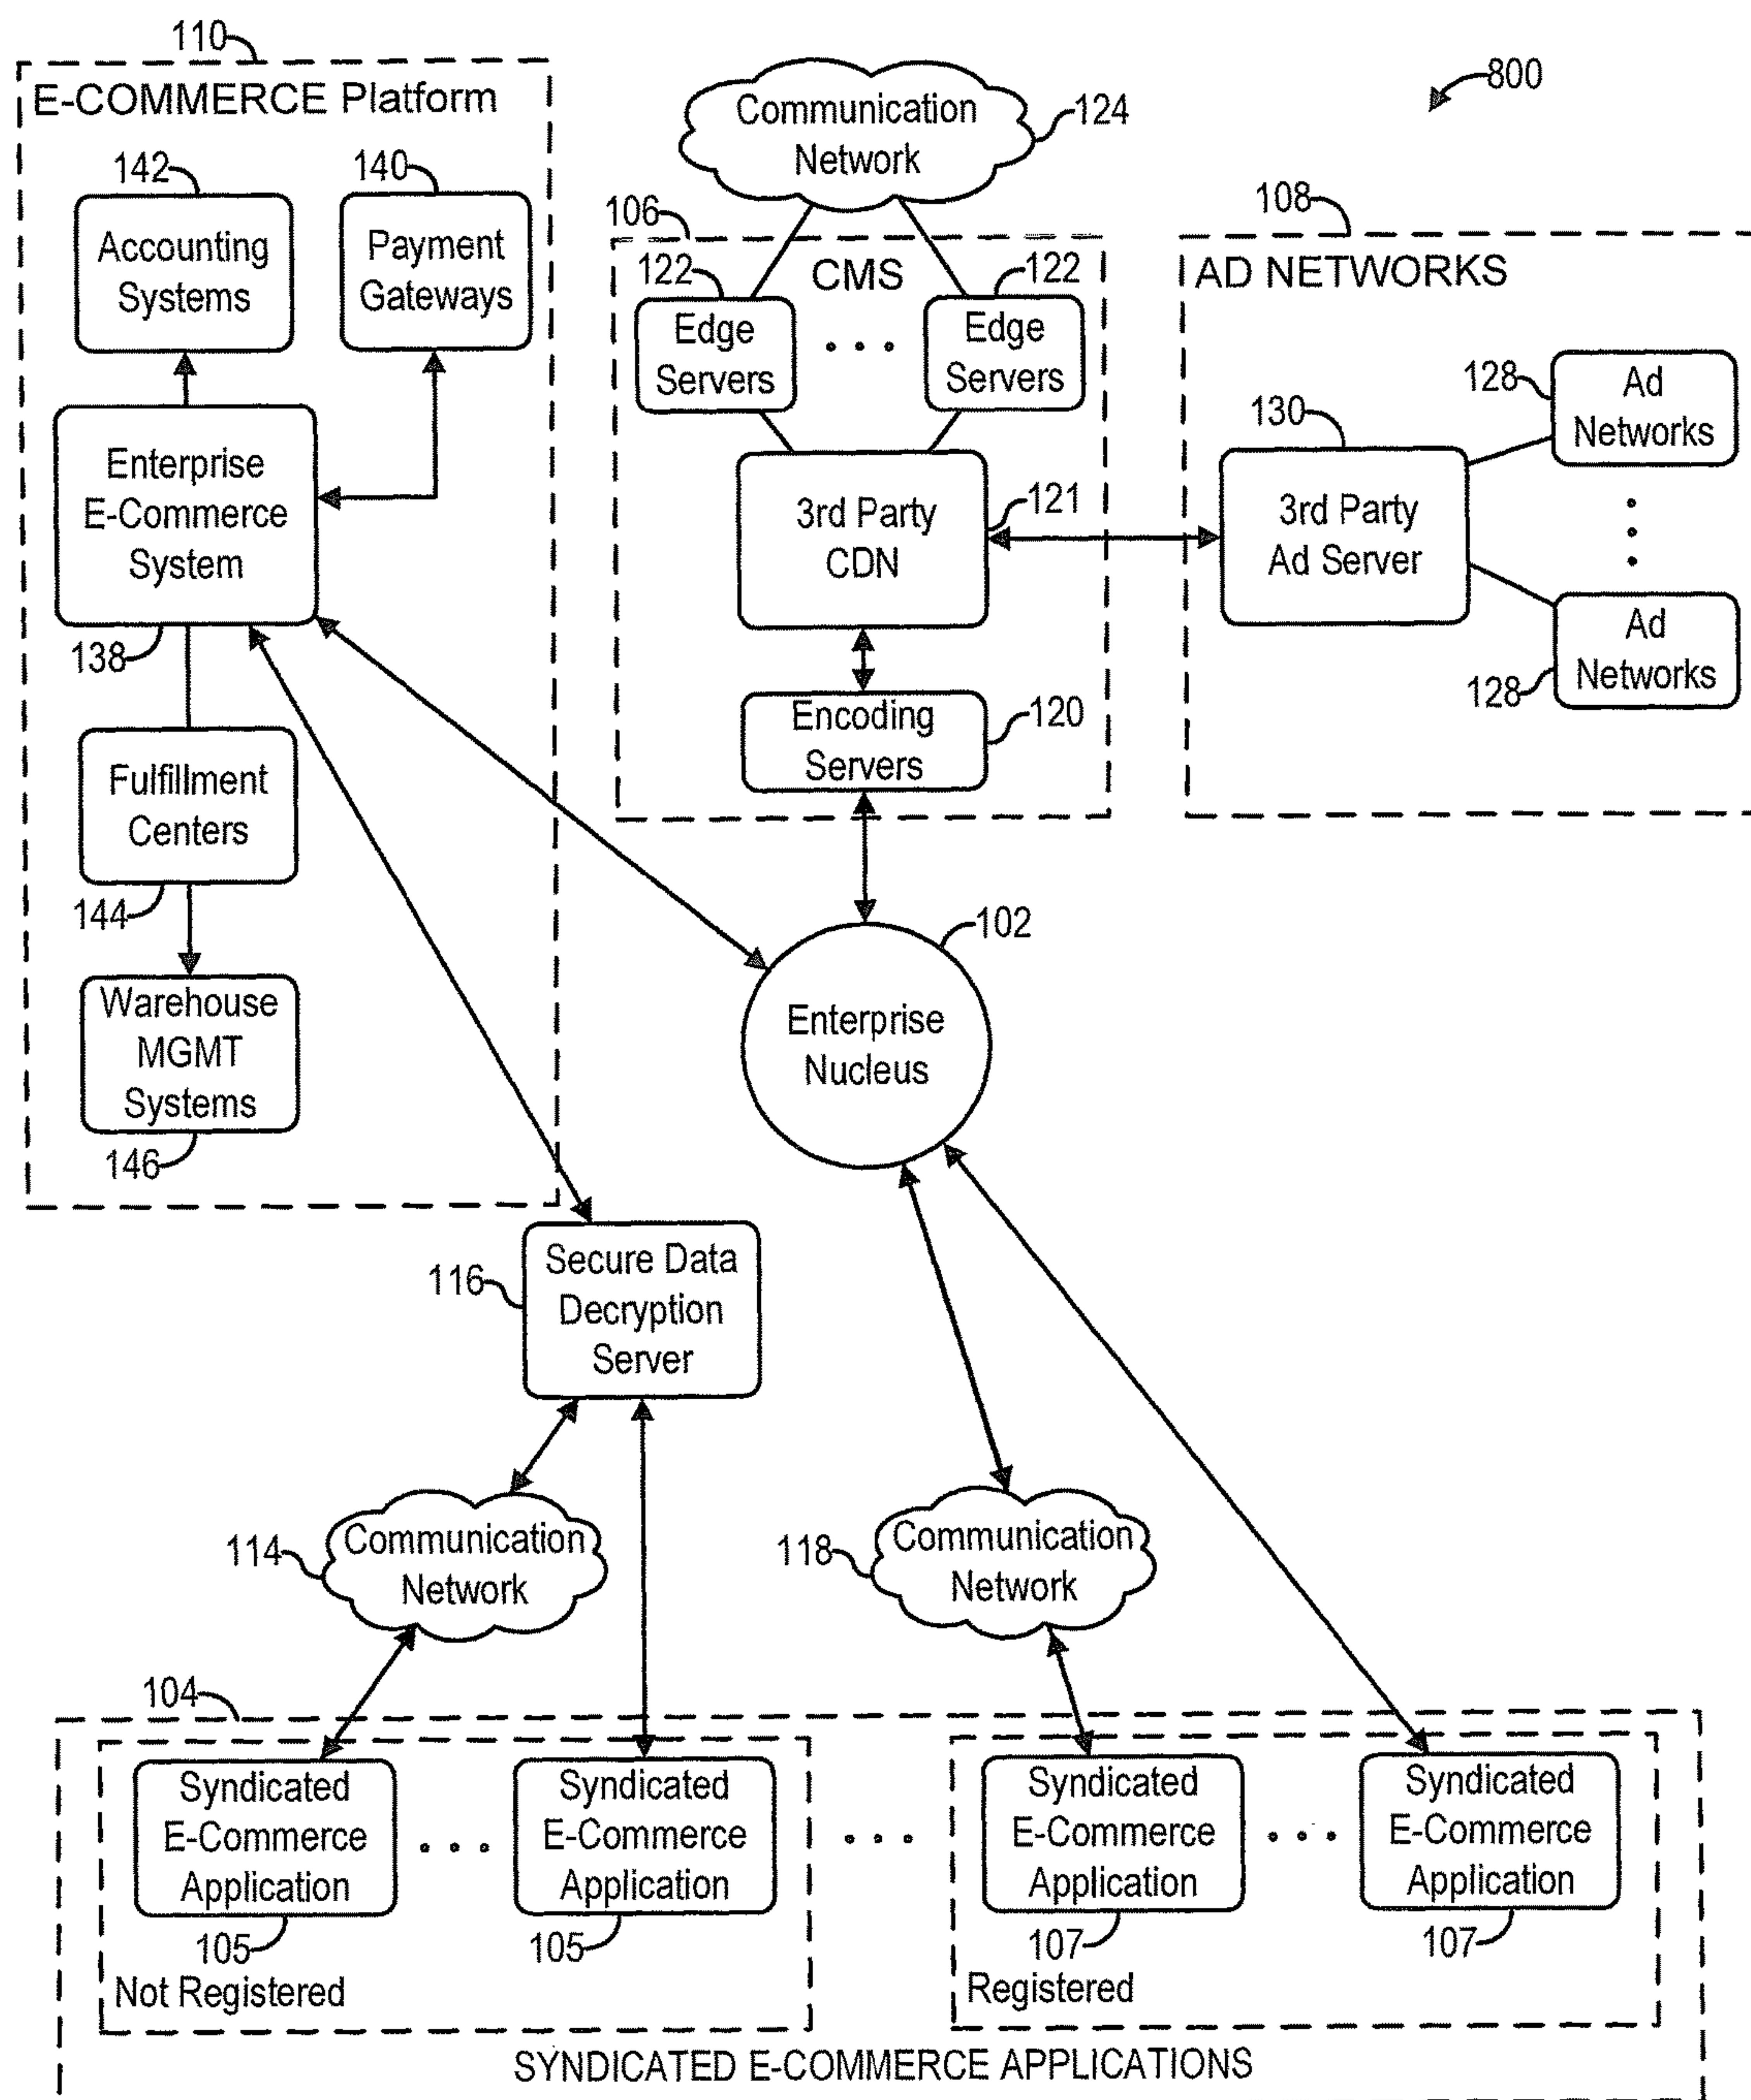 110
E-COMMERCE Platform
142
Accounting
Systems
140
Payment
Gateways
Enterprise
E-Commerce
System
138
Fulfillment
Centers
144
Warehouse
MGMT
Systems
146
Communication
Network
124
800
106
CMS
122
Edge
Servers
122
Edge
Servers
3rd Party
CDN
121
Encoding
Servers
120
108
AD NETWORKS
130
3rd Party
Ad Server
128
Ad
Networks
Ad
Networks
128
102
Enterprise
Nucleus
116
Secure Data
Decryption
Server
114
Communication
Network
118
Communication
Network
104
Syndicated
E-Commerce
Application
105
Syndicated
E-Commerce
Application
105
Not Registered
Syndicated
E-Commerce
Application
107
Syndicated
E-Commerce
Application
107
Registered
SYNDICATED E-COMMERCE APPLICATIONS